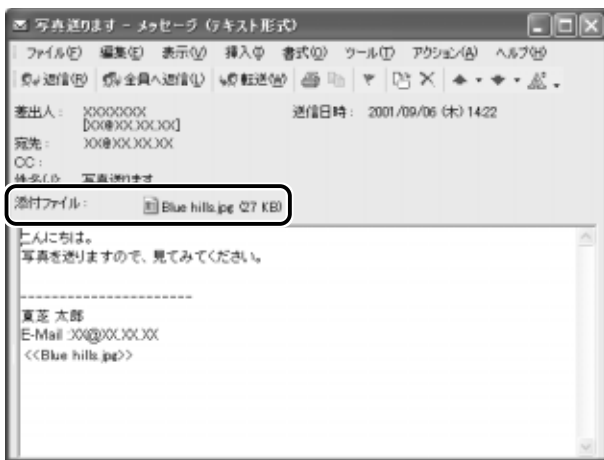 写真送ります - メッセージ (テキスト形式)
ファイル(F) 編集(E) 表示(V) 挿入(I) 書式(O) ツール(T) アクション(A) ヘルプ(H)
返信(R) 全員へ返信(L) 転送(W)
差出人: XXXXXXXX 送信日時: 2001/09/06 (木) 14:22
[XX@XX.XX.XX]
宛先: XX@XX.XX.XX
CC:
件名(J): 写真送ります
添付ファイル: Blue hills.jpg (27 KB)
こんにちは。
写真を送りますので、見てみてください。
-----------------------
東芝 太郎
E-Mail :XX@XX.XX.XX
<<Blue hills.jpg>>